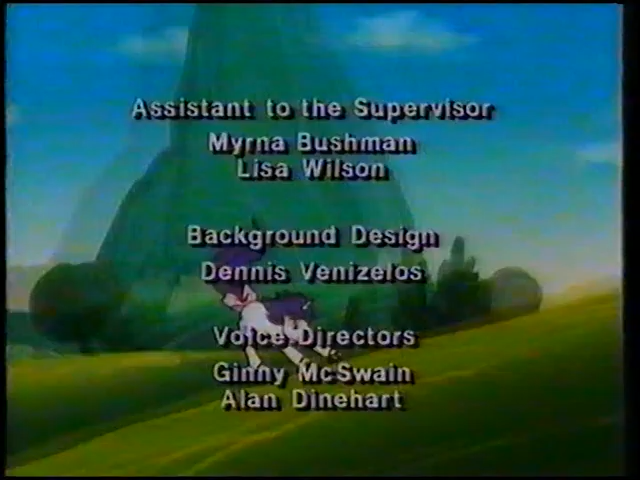 Assistant to the Supervisor
Myrna Bushman
Lisa Wilson
Background Design
Dennis Venizelos
Voice Directors
Ginny McSwain
Alan Dinehart